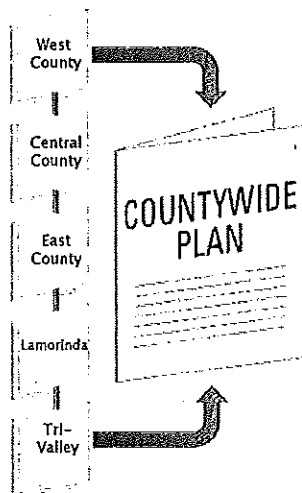 West
County
Central
County
East
County
Lamorinda
Tri-
Valley
COUNTYWIDE
PLAN